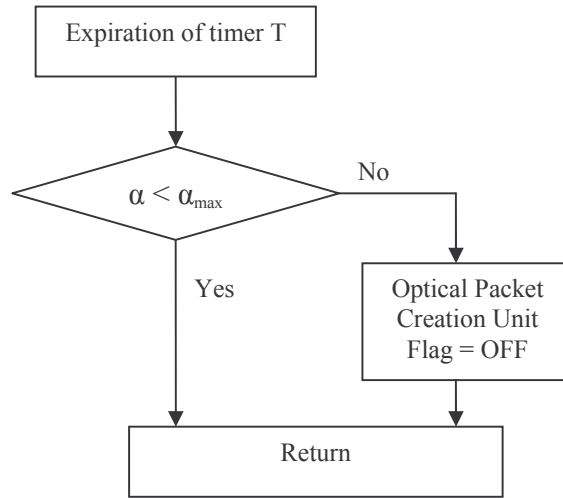 Expiration of timer T
α < αmax
No
Yes
Optical Packet
Creation Unit
Flag = OFF
Return